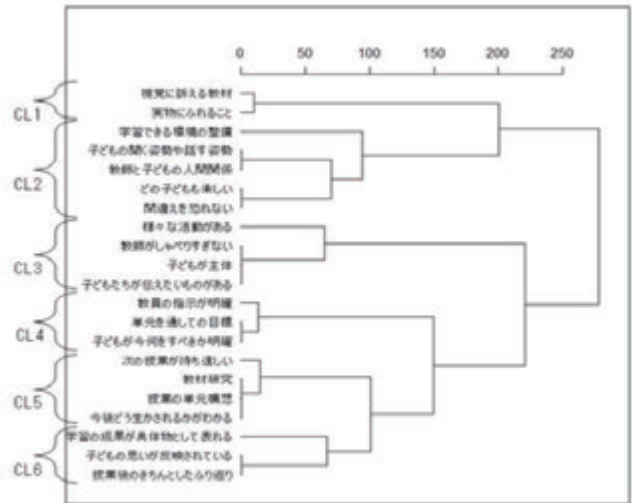 0 50 100 150 200 250
CL1
視覚に訴える教材
実物にふれること
CL2
学習できる環境の整備
子どもの聞く姿勢や話す姿勢
教師と子どもの人間関係
どの子どもも楽しい
間違えを恐れない
CL3
様々な活動がある
教師がしゃべりすぎない
子どもが主体
子どもたちが伝えたいものがある
CL4
教員の指示が明確
単元を通しての目標
子どもが今何をすべきか明確
CL5
次の授業が待ち遠しい
教材研究
授業の単元構想
今後どう生かされるかがわかる
CL6
学習の成果が具体物として表れる
子どもの思いが反映されている
授業後のきちんとしたふり返り